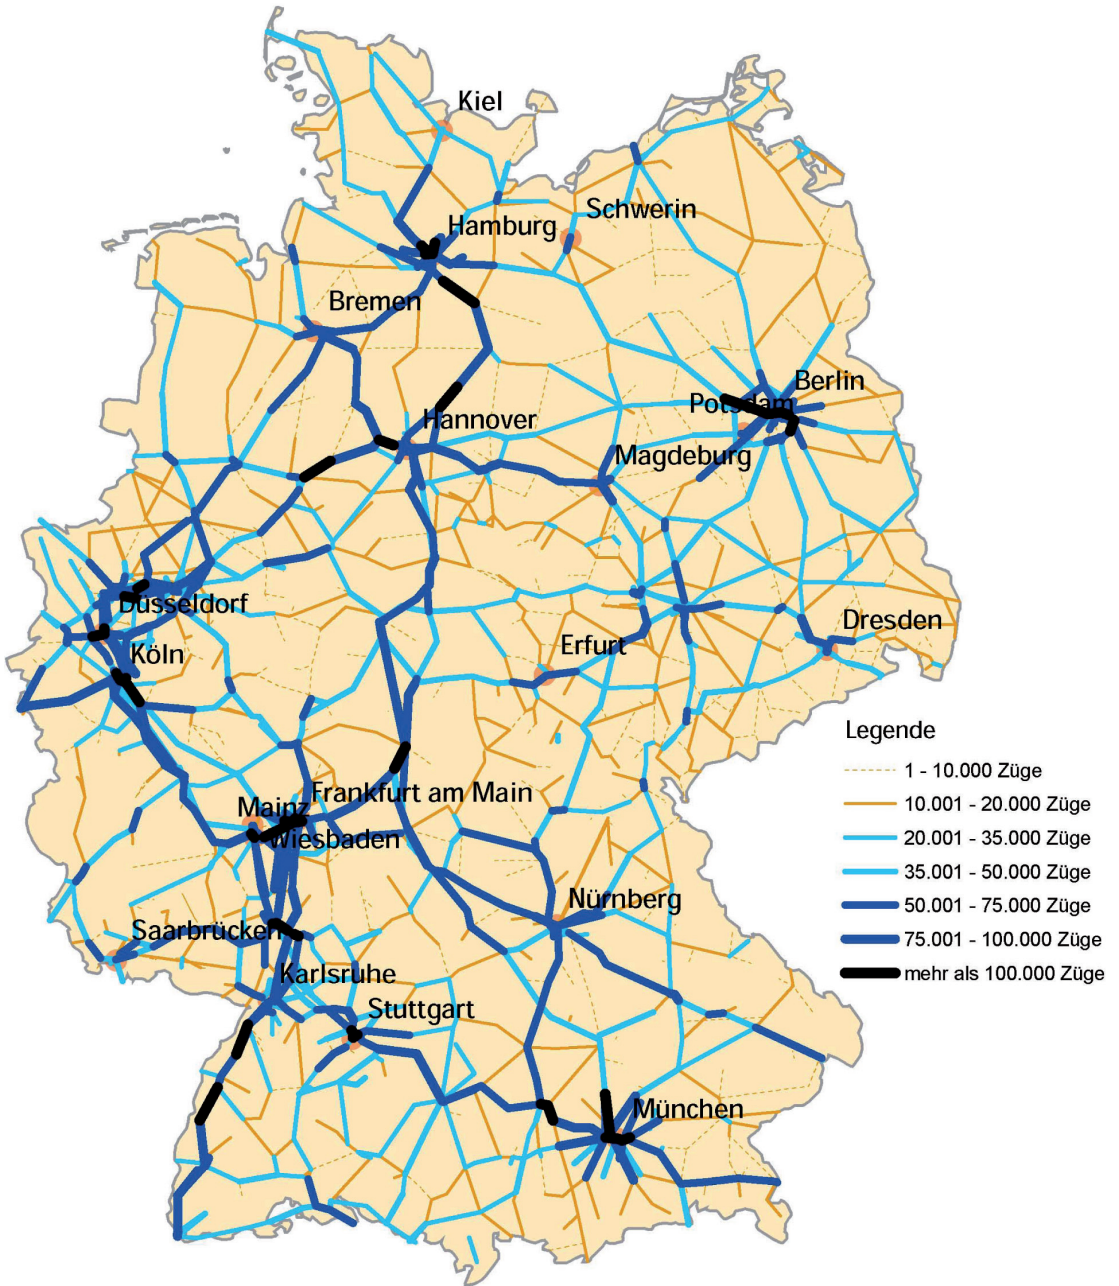 Kiel
Schwerin
Hamburg
Bremen
Berlin
Potsdam
Hannover
Magdeburg
Düsseldorf
Dresden
Erfurt
Köln
Legende
1 - 10.000 Züge
10.001 - 20.000 Züge
20.001 - 35.000 Züge
35.001 - 50.000 Züge
50.001 - 75.000 Züge
75.001 - 100.000 Züge
mehr als 100.000 Züge
Frankfurt am Main
Mainz
Wiesbaden
Nürnberg
Saarbrücken
Karlsruhe
Stuttgart
München